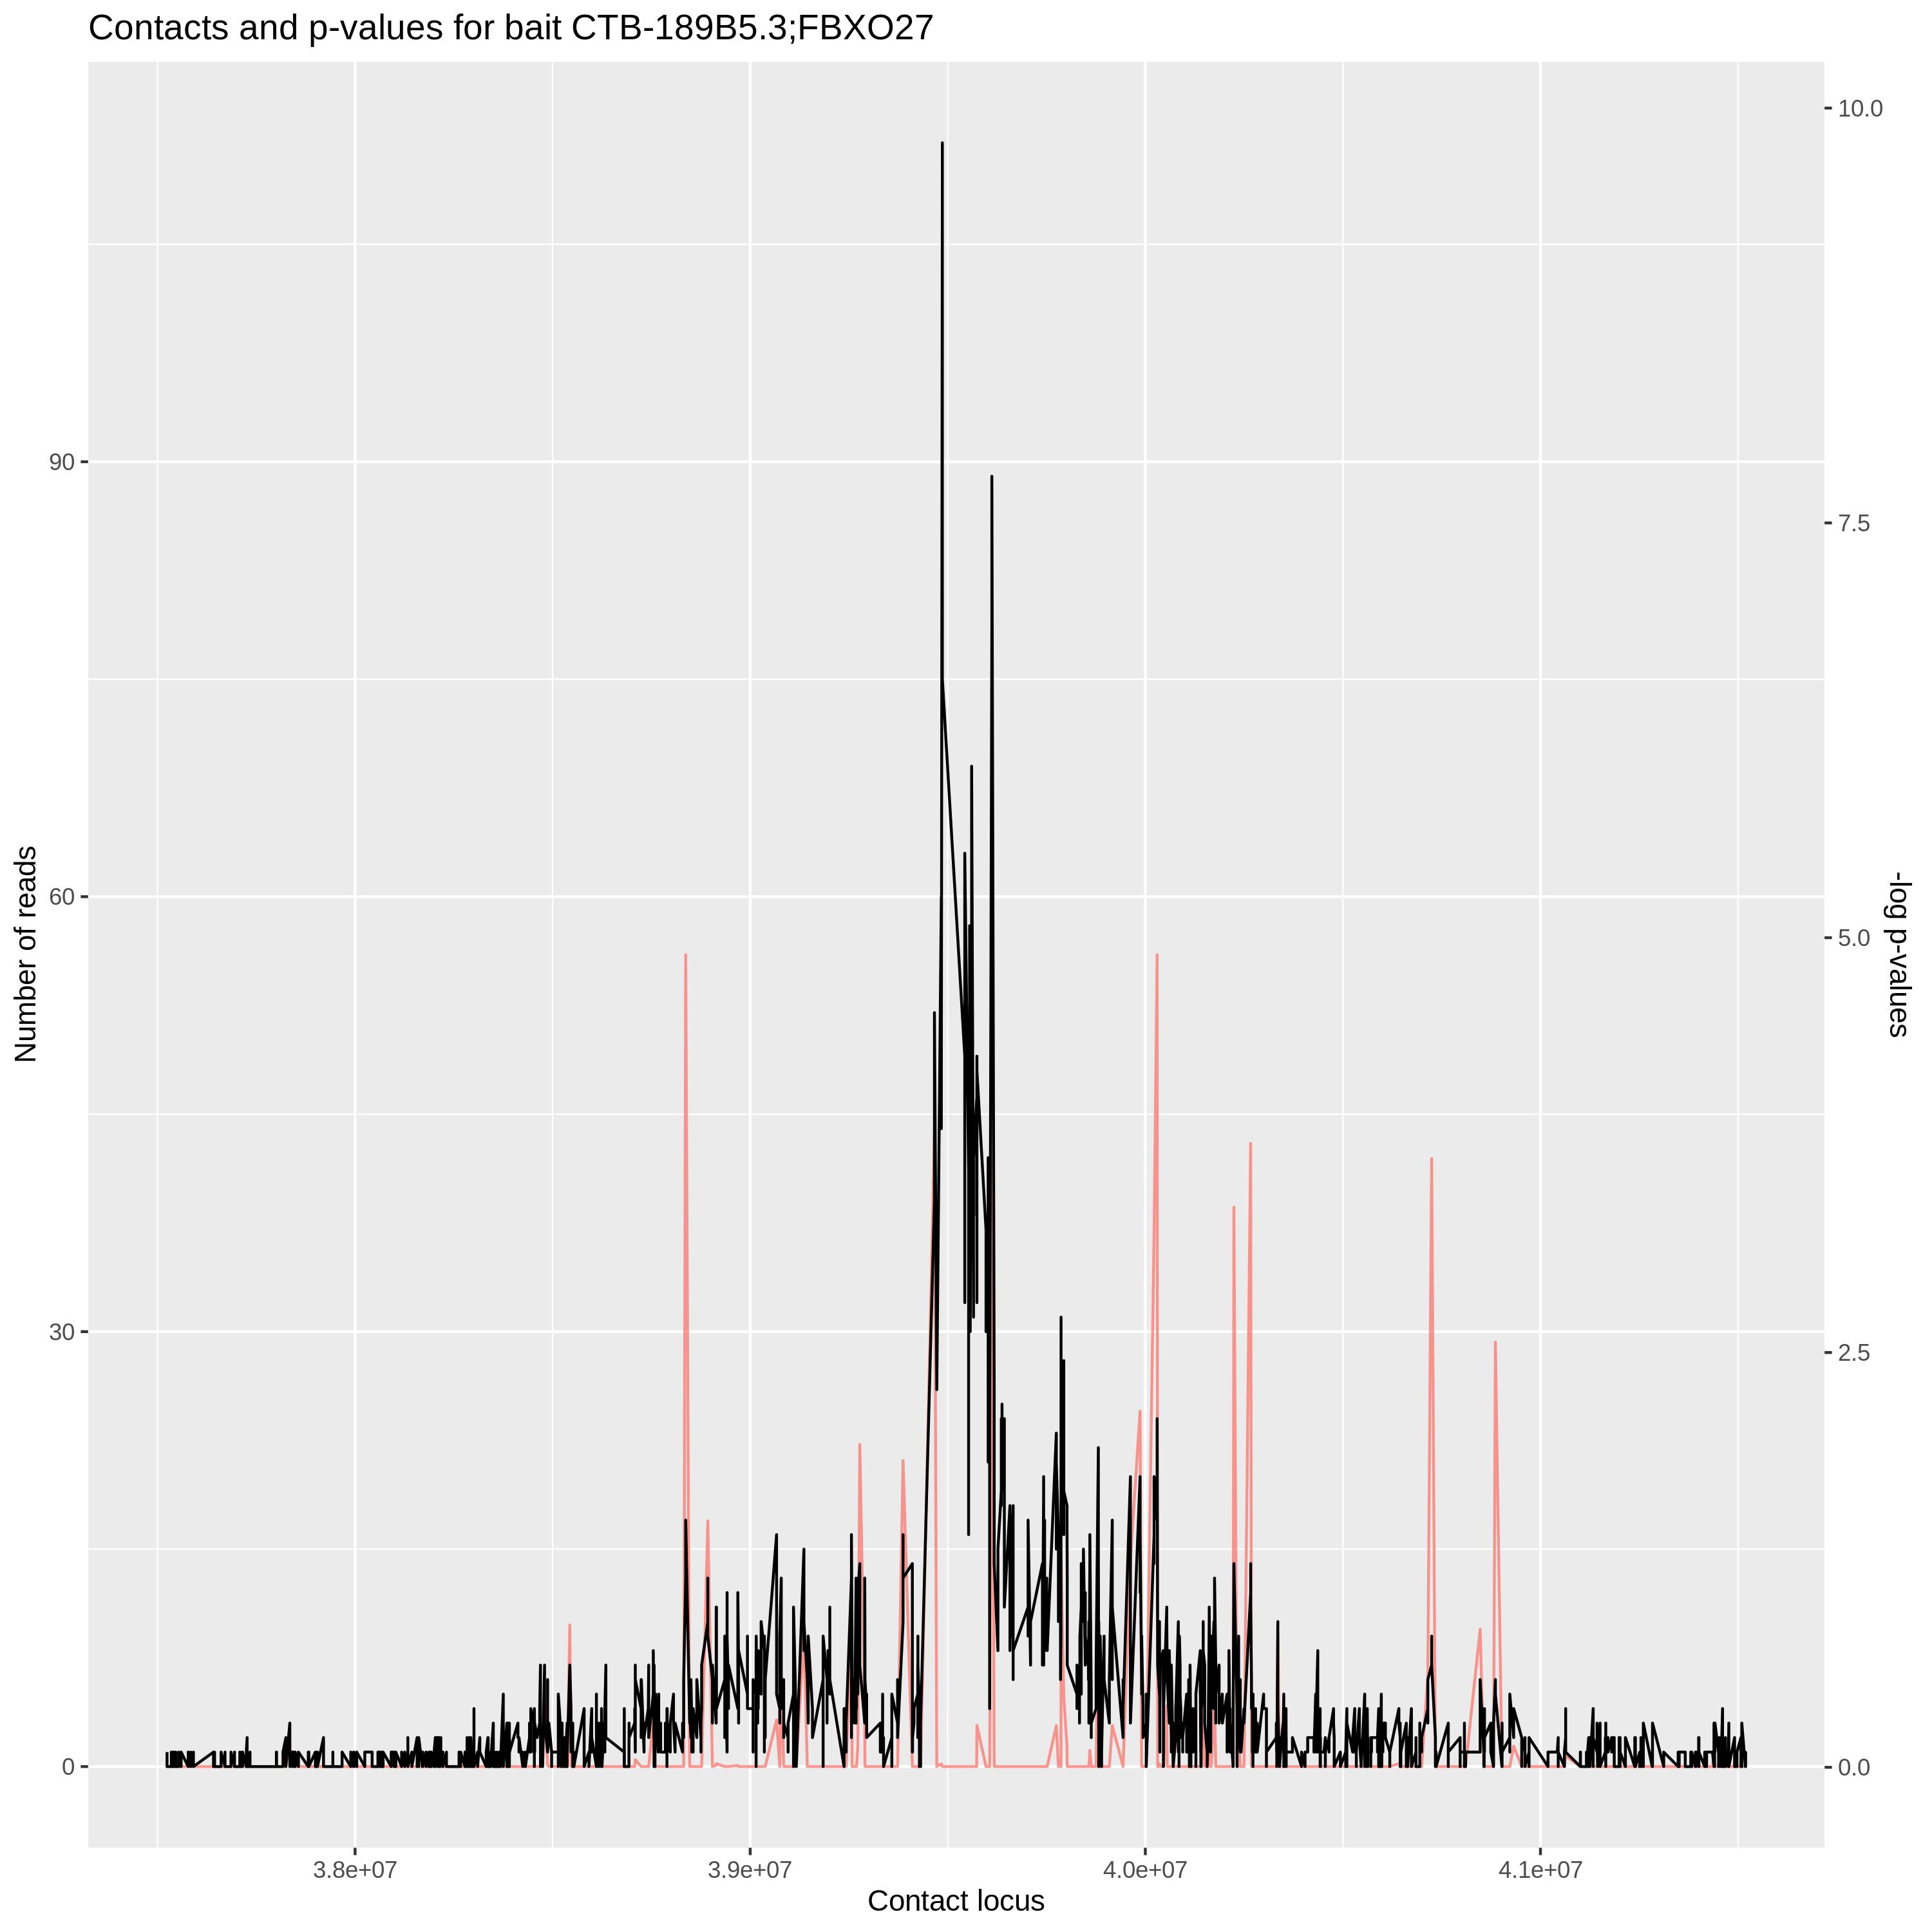 Contacts and p-values for bait CTB-189B5.3;FBXO27
10.0
90
7.5
Number of reads
60
5.0
-log p-values
30
2.5
0
0.0
3.8e+07 3.9e+07 4.0e+07 4.1e+07
Contact locus